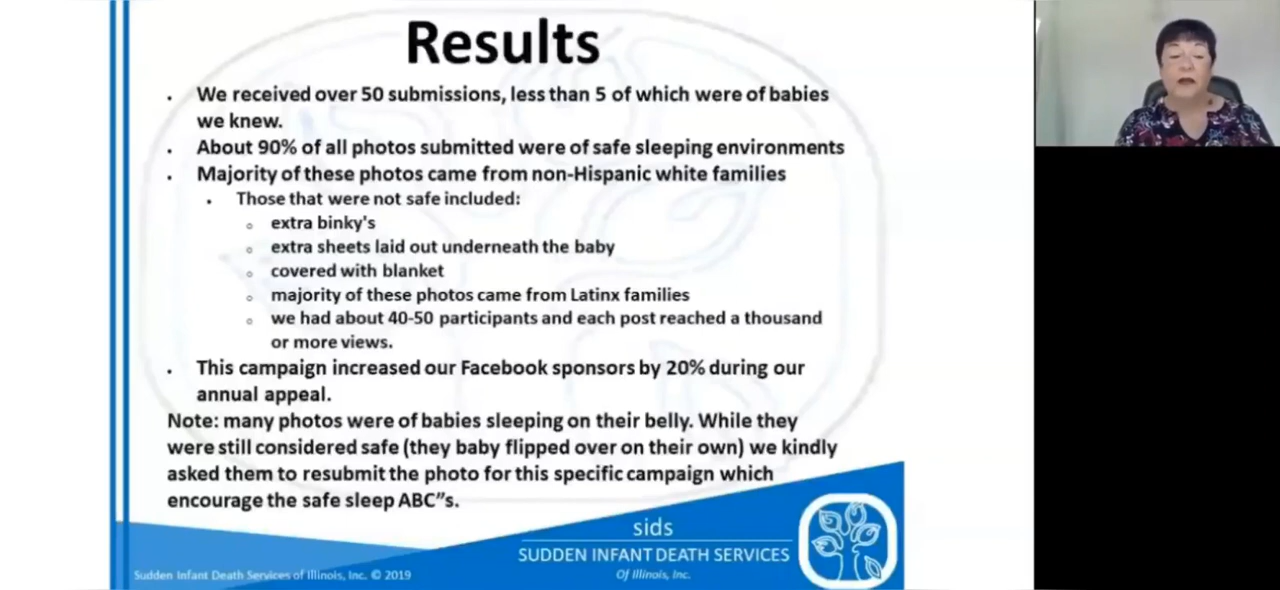 Results
. We received over 50 submissions, less than 5 of which were of babies
we knew.
. About 90% of all photos submitted were of safe sleeping environments
. Majority of these photos came from non-Hispanic white families
. Those that were not safe included:
o extra binky's
o extra sheets laid out underneath the baby
o covered with blanket
o majority of these photos came from Latinx families
o we had about 40-50 participants and each post reached a thousand
or more views.
. This campaign increased our Facebook sponsors by 20% during our
annual appeal.
Note: many photos were of babies sleeping on their belly. While they
were still considered safe (they baby flipped over on their own) we kindly
asked them to resubmit the photo for this specific campaign which
encourage the safe sleep ABC"s.
sids
SUDDEN INFANT DEATH SERVICES
Of Illinois, Inc.
Sudden Infant Death Services of Illinois, Inc. © 2019